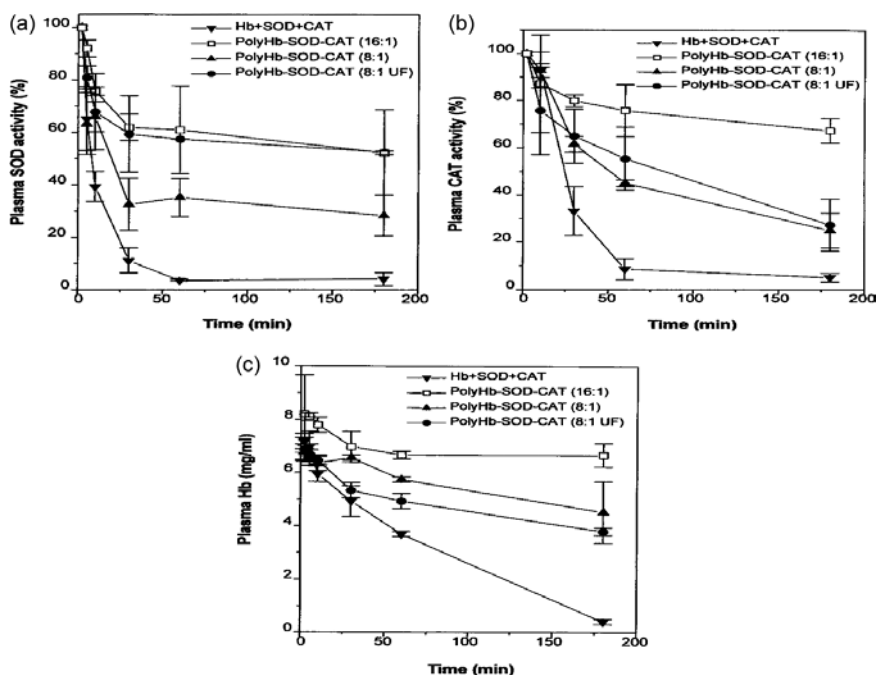 (a)
Hb+SOD+CAT
PolyHb-SOD-CAT (16:1)
PolyHb-SOD-CAT (8:1)
PolyHb-SOD-CAT (8:1 UF)
100
80
60
40
20
0
Plasma SOD activity (%)
0 50 100 150 200
Time (min)
(b)
Hb+SOD+CAT
PolyHb-SOD-CAT (16:1)
PolyHb-SOD-CAT (8:1)
PolyHb-SOD-CAT (8:1 UF)
100
80
60
40
20
0
Plasma CAT activity (%)
0 50 100 150 200
Time (min)
(c)
Hb+SOD+CAT
PolyHb-SOD-CAT (16:1)
PolyHb-SOD-CAT (8:1)
PolyHb-SOD-CAT (8:1 UF)
10
8
6
4
2
0
Plasma Hb (mg/ml)
0 50 100 150 200
Time (min)